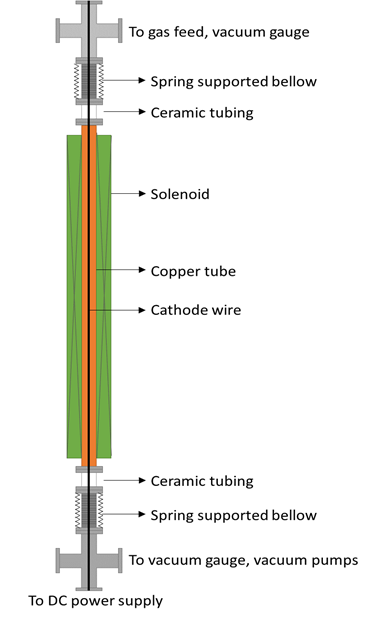 To gas feed, vacuum gauge
Spring supported bellow
Ceramic tubing
Solenoid
Copper tube
Cathode wire
Ceramic tubing
Spring supported bellow
To vacuum gauge, vacuum pumps
To DC power supply